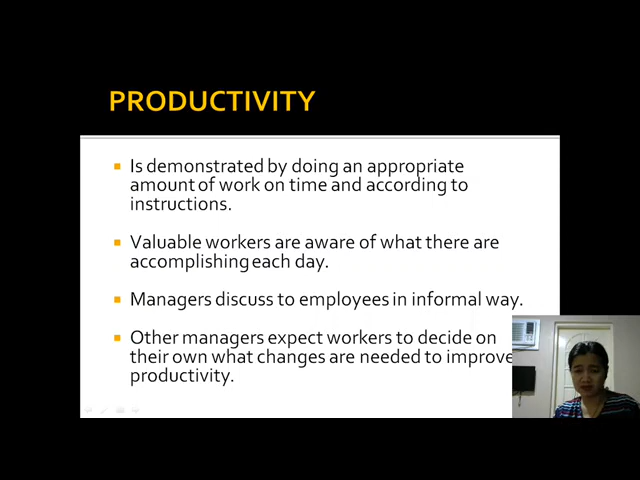 PRODUCTIVITY
Is demonstrated by doing an appropriate
amount of work on time and according to
instructions.
Valuable workers are aware of what there are
accomplishing each day.
Managers discuss to employees in informal way.
Other managers expect workers to decide on
their own what changes are needed to improve
productivity.